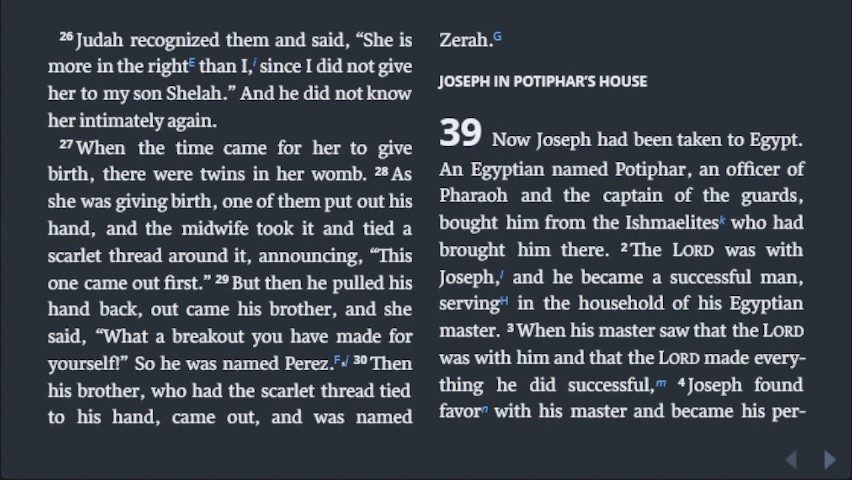 26 Judah recognized them and said, “She is
more in the rightE than I,i since I did not give
her to my son Shelah.” And he did not know
her intimately again.
27 When the time came for her to give
birth, there were twins in her womb. 28 As
she was giving birth, one of them put out his
hand, and the midwife took it and tied a
scarlet thread around it, announcing, “This
one came out first.” 29 But then he pulled his
hand back, out came his brother, and she
said, “What a breakout you have made for
yourself!” So he was named Perez.F,j 30 Then
his brother, who had the scarlet thread tied
to his hand, came out, and was named
Zerah.G
JOSEPH IN POTIPHAR’S HOUSE
39 Now Joseph had been taken to Egypt.
An Egyptian named Potiphar, an officer of
Pharaoh and the captain of the guards,
bought him from the Ishmaelitesk who had
brought him there. 2 The LORD was with
Joseph,l and he became a successful man,
servingH in the household of his Egyptian
master. 3 When his master saw that the LORD
was with him and that the LORD made every-
thing he did successful,m 4 Joseph found
favorn with his master and became his per-